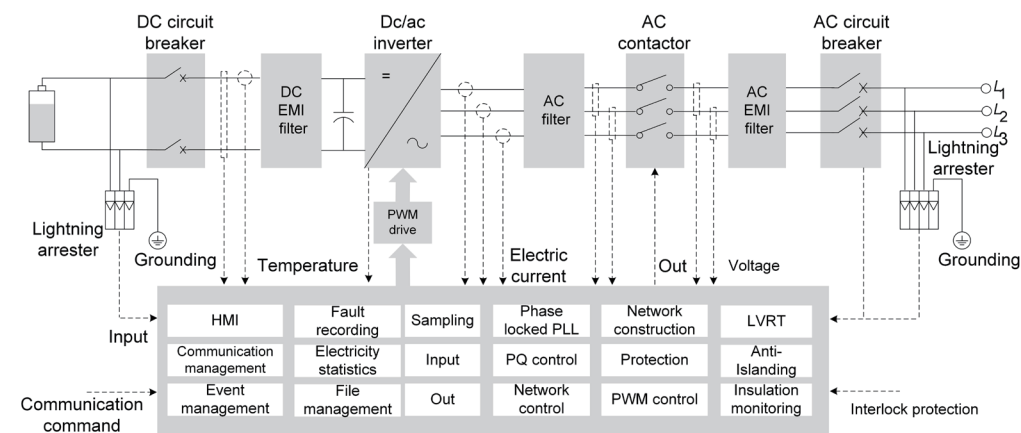 DC circuit
breaker
Dc/ac
inverter
AC
contactor
AC circuit
breaker
=
DC
EMI
filter
AC
filter
AC
EMI
filter
L1
L2
L3
Lightning
arrester
Lightning
arrester
PWM
drive
Grounding
Grounding
Temperature
Electric
current
Out
Voltage
Input
HMI
Fault
recording
Sampling
Phase
locked PLL
Network
construction
LVRT
Communication
management
Electricity
statistics
Input
PQ control
Protection
Anti-
Islanding
Event
management
File
management
Out
Network
control
PWM control
Insulation
monitoring
Communication
command
Interlock protection